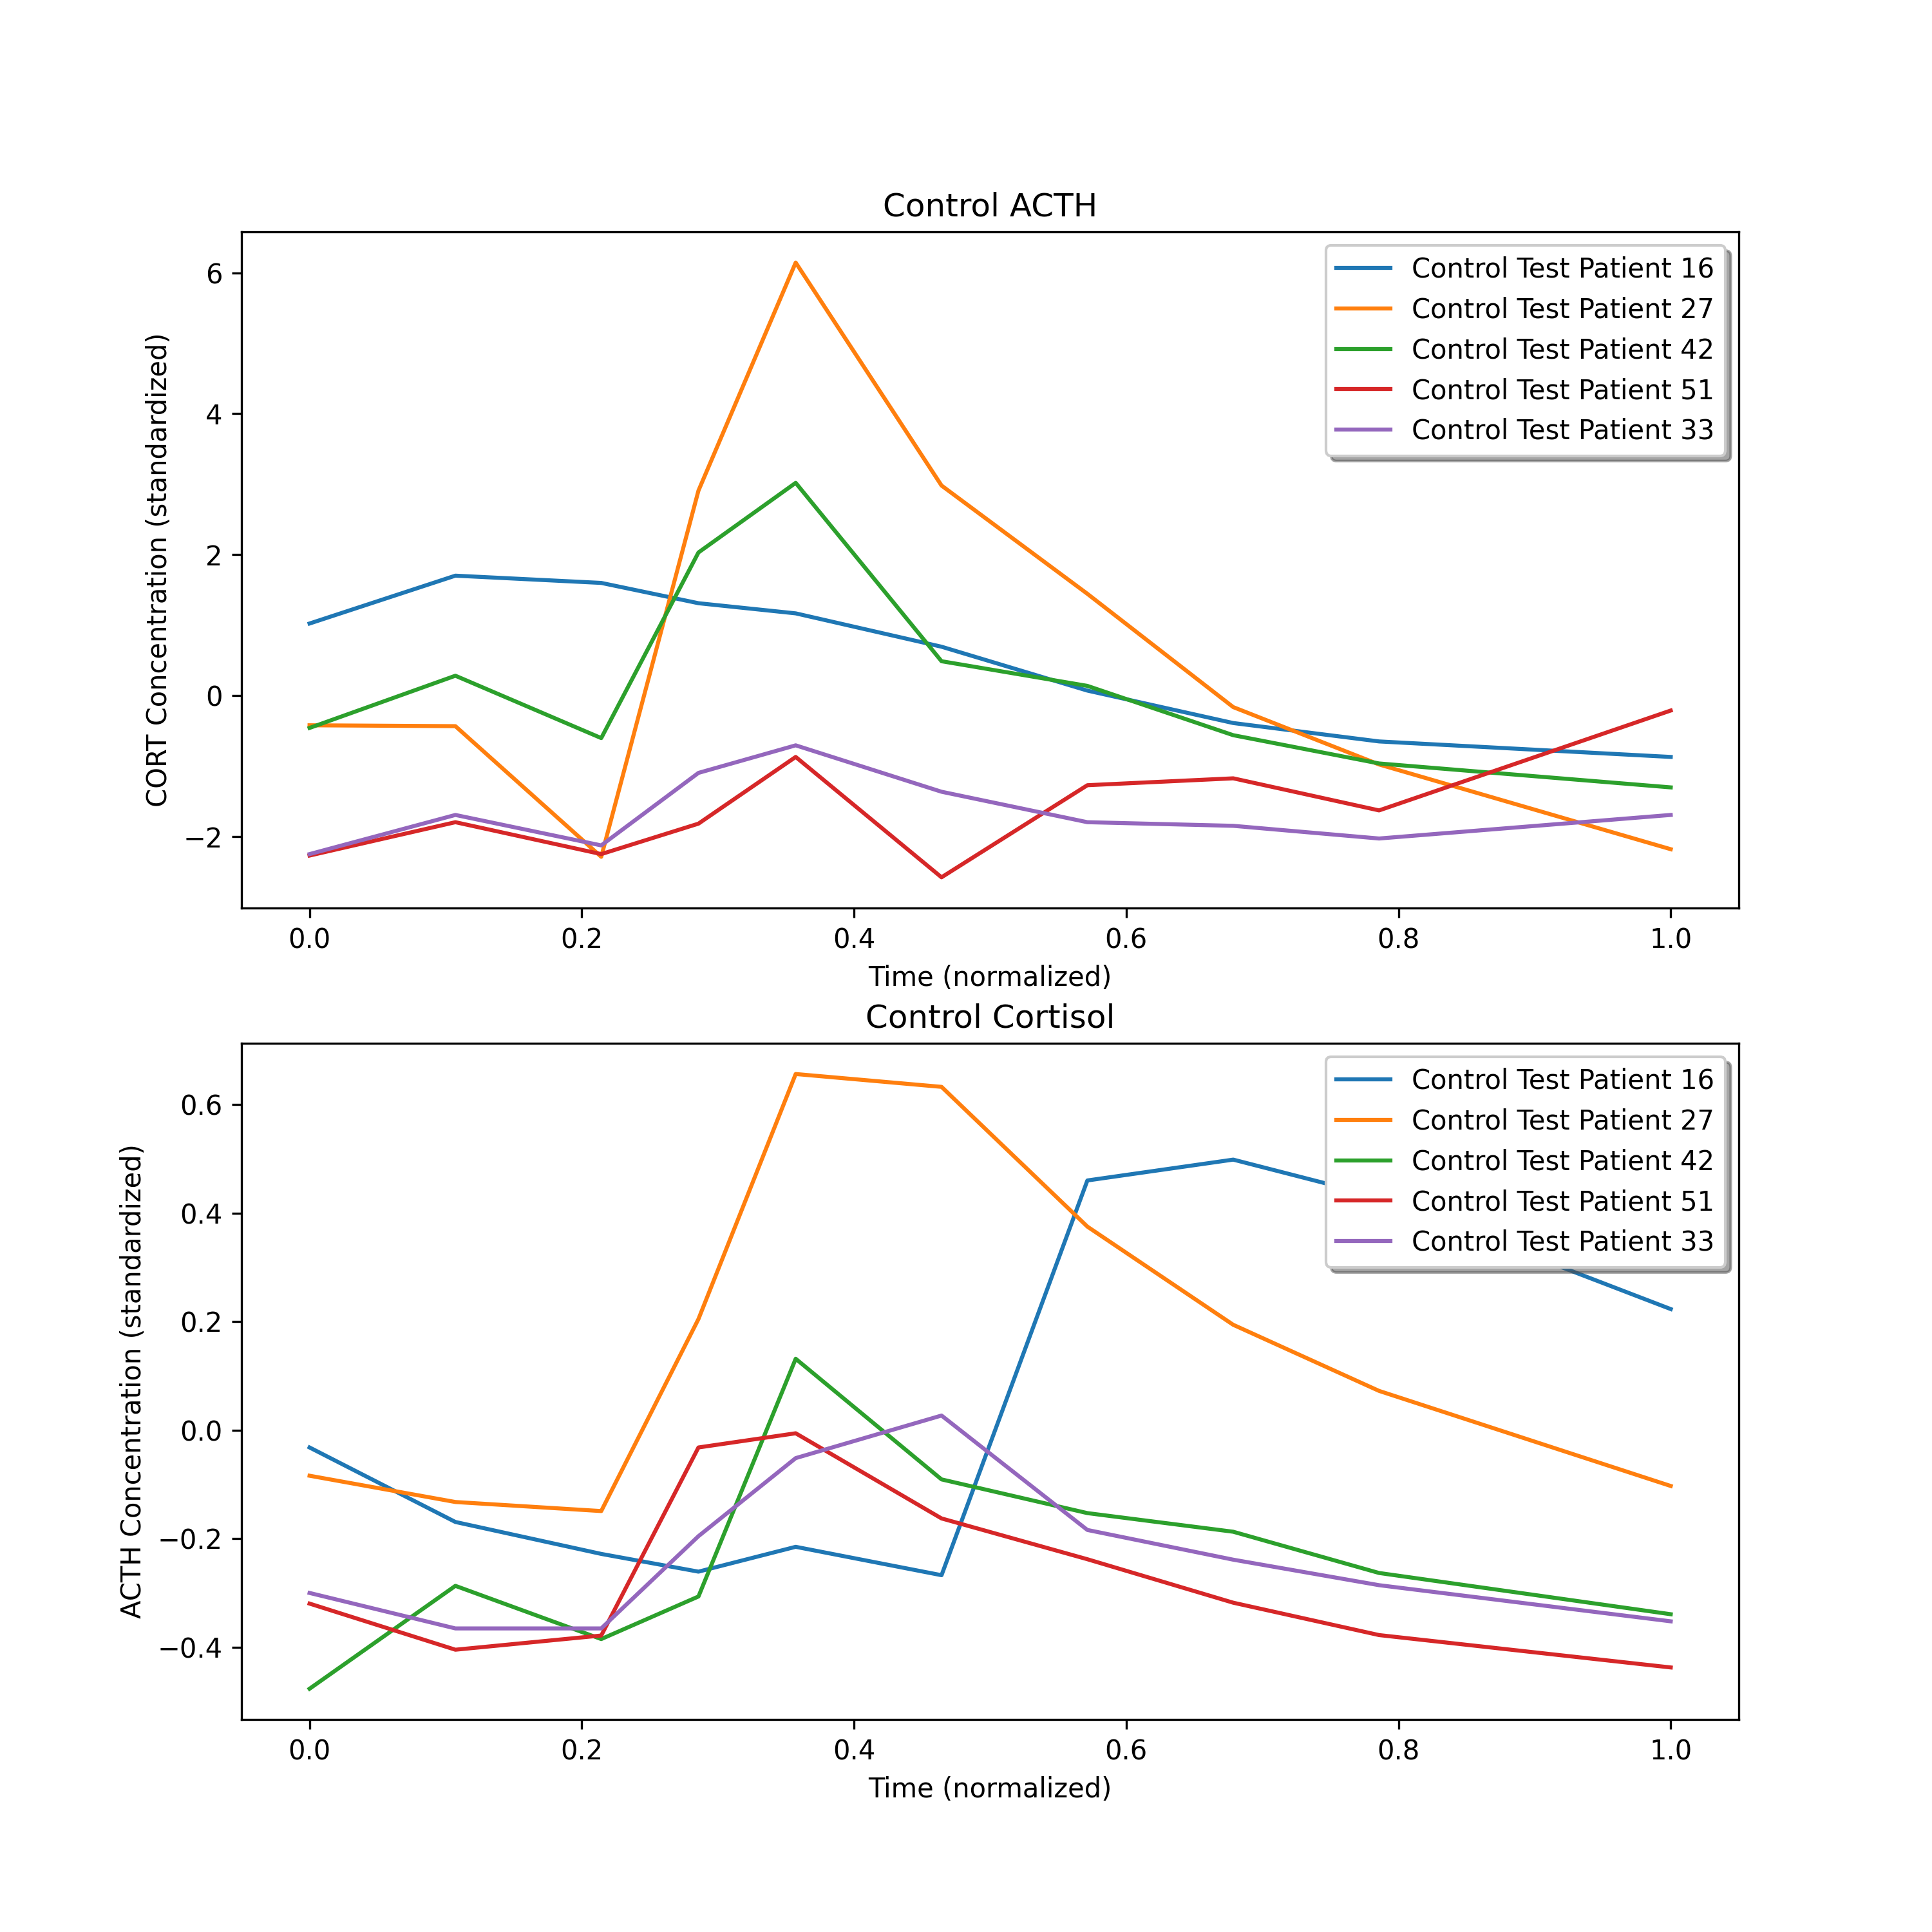 Control ACTH
CORT Concentration (standardized)
6
4
2
0
−2
Control Test Patient 16
Control Test Patient 27
Control Test Patient 42
Control Test Patient 51
Control Test Patient 33
0.0 0.2 0.4 0.6 0.8 1.0
Time (normalized)
Control Cortisol
ACTH Concentration (standardized)
0.6
0.4
0.2
0.0
−0.2
−0.4
Control Test Patient 16
Control Test Patient 27
Control Test Patient 42
Control Test Patient 51
Control Test Patient 33
0.0 0.2 0.4 0.6 0.8 1.0
Time (normalized)